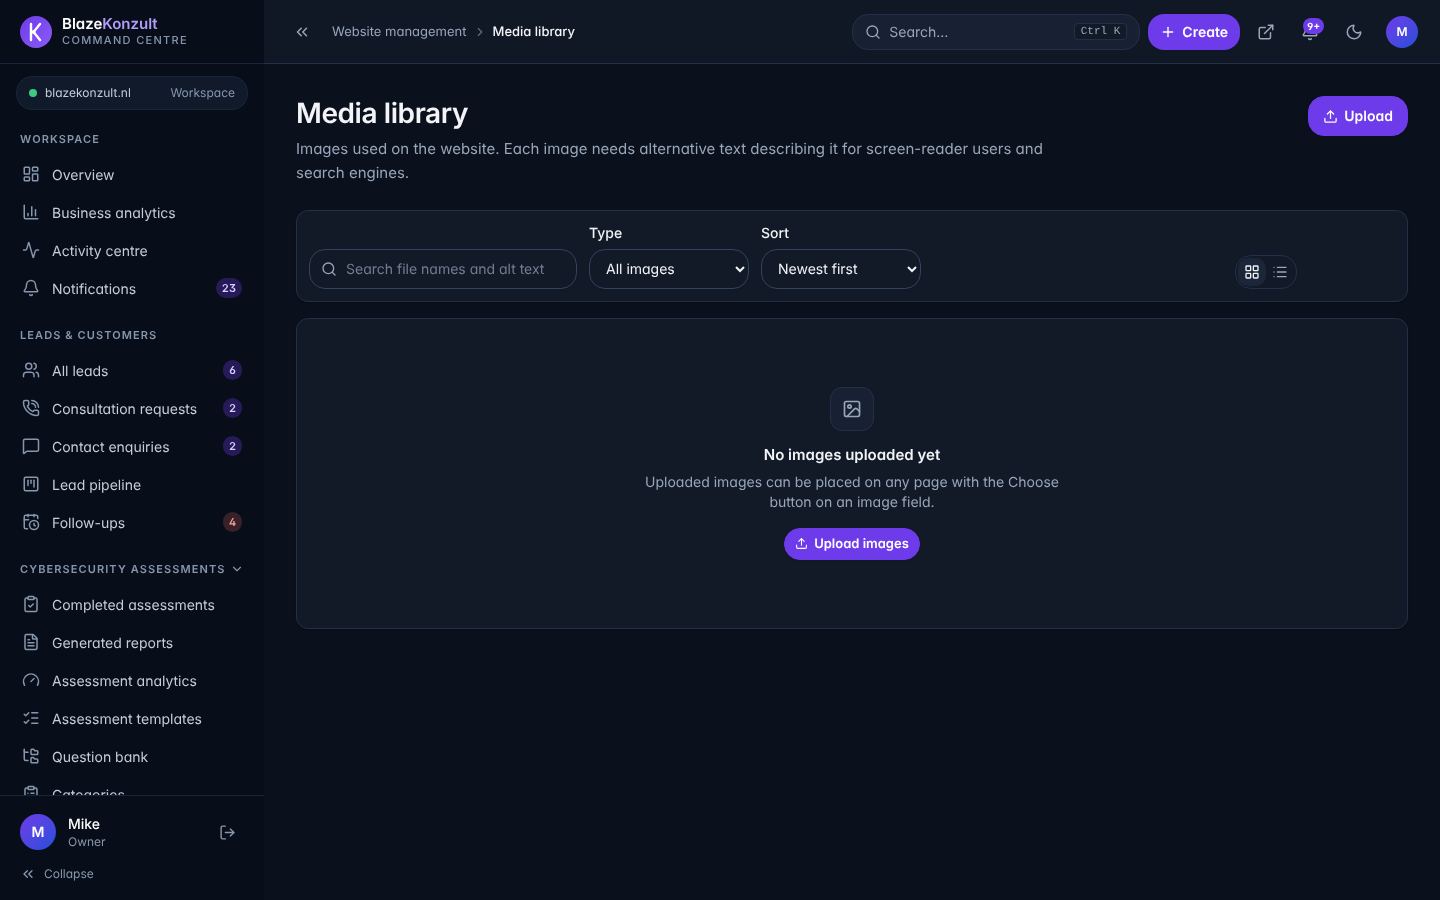 BlazeKonzult
COMMAND CENTRE
Website management > Media library
Search...
Ctrl K
Create
9+
M
blazekonzult.nl
Workspace
WORKSPACE
Overview
Business analytics
Activity centre
Notifications
23
LEADS & CUSTOMERS
All leads
6
Consultation requests
2
Contact enquiries
2
Lead pipeline
Follow-ups
4
CYBERSECURITY ASSESSMENTS
Completed assessments
Generated reports
Assessment analytics
Assessment templates
Question bank
Categories
M
Mike
Owner
Collapse
Media library
Upload
Images used on the website. Each image needs alternative text describing it for screen-reader users and
search engines.
Type
Sort
Search file names and alt text
All images
Newest first
No images uploaded yet
Uploaded images can be placed on any page with the Choose
button on an image field.
Upload images